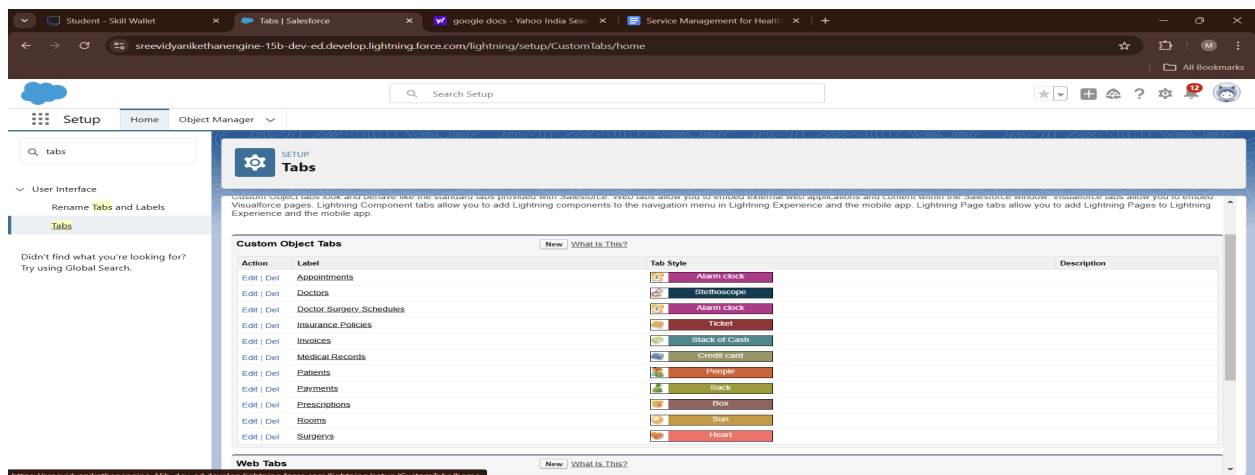 Student - Skill Wallet
Tabs | Salesforce
google docs - Yahoo India Sear
Service Management for Health
sreevidyanikethanengine-15b-dev-ed.develop.lightning.force.com/lightning/setup/CustomTabs/home
M
All Bookmarks
Search Setup
12
Setup Home Object Manager
tabs
SETUP
Tabs
User Interface
Rename Tabs and Labels
Tabs
Didn't find what you're looking for?
Try using Global Search.
Custom Object tabs look and behave like the standard tabs provided with Salesforce. Web tabs allow you to embed external web applications and content within the Salesforce window. Visualforce tabs allow you to embed
Visualforce pages. Lightning Component tabs allow you to add Lightning components to the navigation menu in Lightning Experience and the mobile app. Lightning Page tabs allow you to add Lightning Pages to Lightning
Experience and the mobile app.
Custom Object Tabs New What Is This?
Action Label Tab Style Description
Edit | Del Appointments Alarm clock
Edit | Del Doctors Stethoscope
Edit | Del Doctor Surgery Schedules Alarm clock
Edit | Del Insurance Policies Ticket
Edit | Del Invoices Stack of Cash
Edit | Del Medical Records Credit card
Edit | Del Patients People
Edit | Del Payments Sack
Edit | Del Prescriptions Box
Edit | Del Rooms Sun
Edit | Del Surgerys Heart
Web Tabs New What Is This?